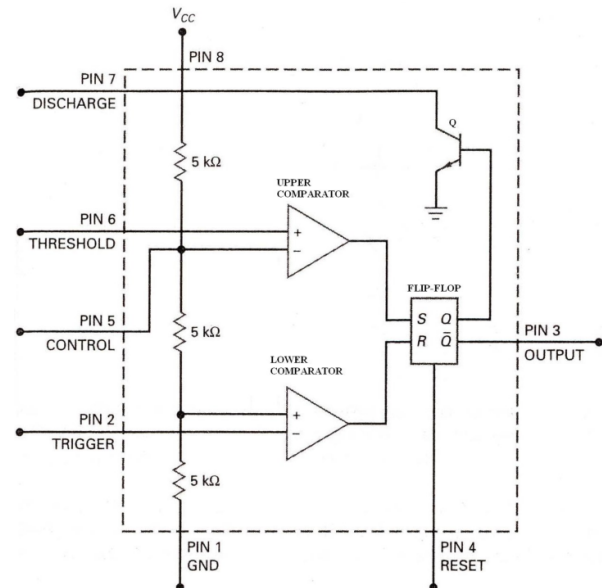 VCC
PIN 8
PIN 7
DISCHARGE
Q
5 kΩ
UPPER
COMPARATOR
PIN 6
THRESHOLD
+
−
FLIP-FLOP
S Q
R Q̅
PIN 5
CONTROL
5 kΩ
PIN 3
OUTPUT
LOWER
COMPARATOR
+
−
PIN 2
TRIGGER
5 kΩ
PIN 1
GND
PIN 4
RESET